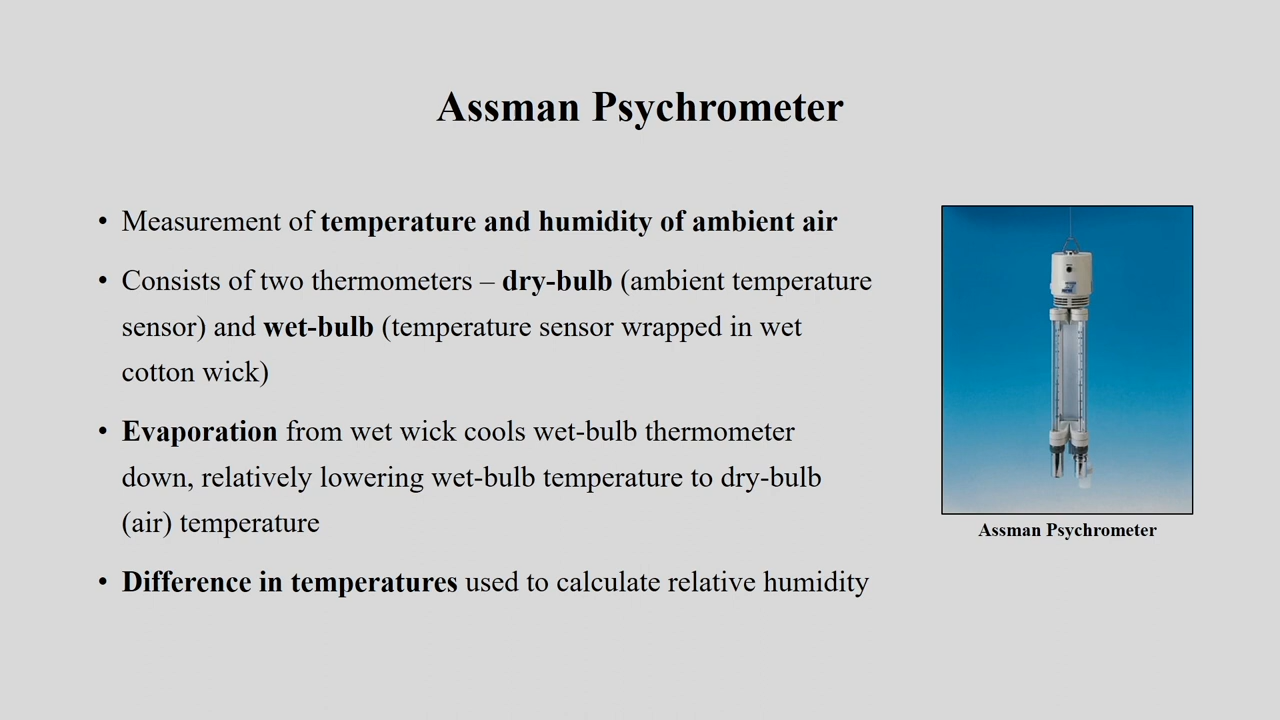 Assman Psychrometer
• Measurement of temperature and humidity of ambient air
• Consists of two thermometers – dry-bulb (ambient temperature
sensor) and wet-bulb (temperature sensor wrapped in wet
cotton wick)
• Evaporation from wet wick cools wet-bulb thermometer
down, relatively lowering wet-bulb temperature to dry-bulb
(air) temperature
• Difference in temperatures used to calculate relative humidity
Assman Psychrometer